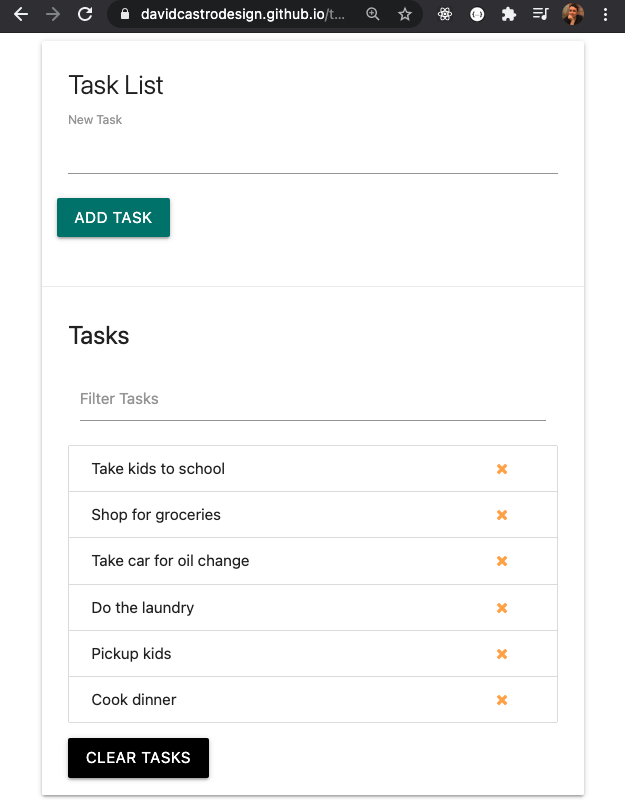 davidcastrodesign.github.io/t...
Task List
New Task
ADD TASK
Tasks
Filter Tasks
Take kids to school
Shop for groceries
Take car for oil change
Do the laundry
Pickup kids
Cook dinner
CLEAR TASKS